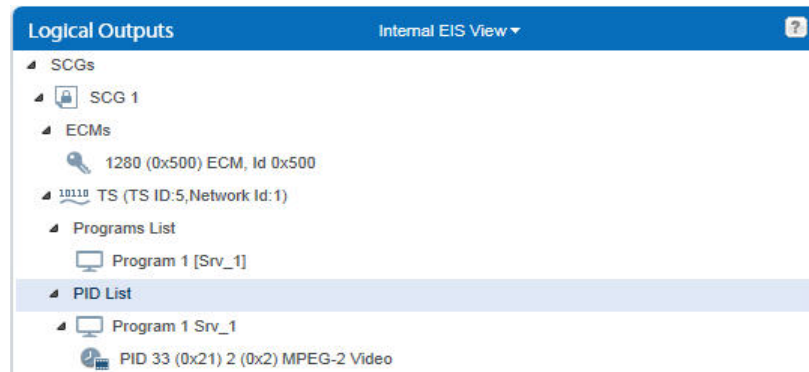 Logical Outputs Internal EIS View ?
SCGs
SCG 1
ECMs
1280 (0x500) ECM, Id 0x500
10110 TS (TS ID:5,Network Id:1)
Programs List
Program 1 [Srv_1]
PID List
Program 1 Srv_1
PID 33 (0x21) 2 (0x2) MPEG-2 Video